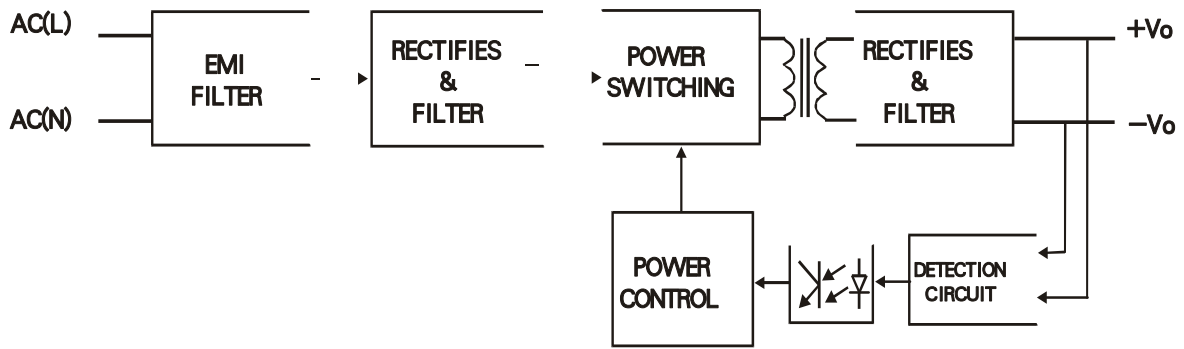 AC(L)
AC(N)
EMI
FILTER
RECTIFIES
&
FILTER
POWER
SWITCHING
RECTIFIES
&
FILTER
+Vo
−Vo
POWER
CONTROL
DETECTION
CIRCUIT